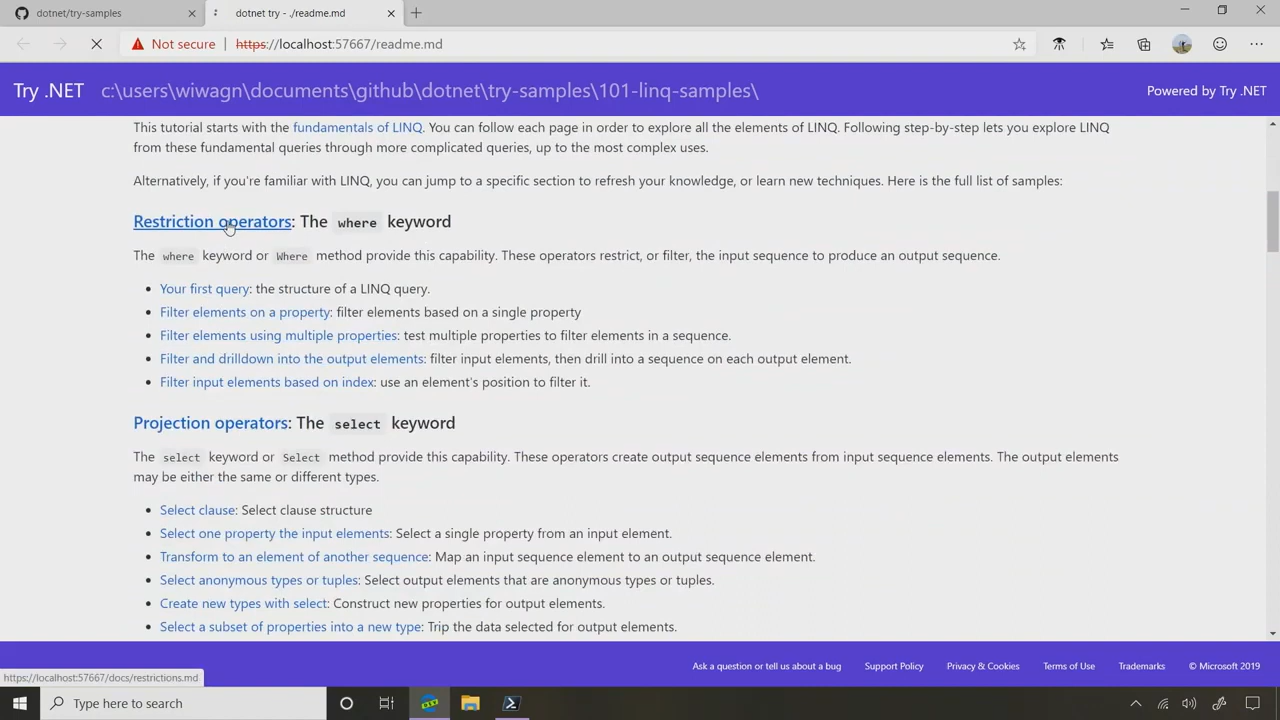 dotnet/try-samples
dotnet try - ./readme.md
Not secure | https://localhost:57667/readme.md
Try .NET c:\users\wiwagn\documents\github\dotnet\try-samples\101-linq-samples\ Powered by Try .NET
This tutorial starts with the fundamentals of LINQ. You can follow each page in order to explore all the elements of LINQ. Following step-by-step lets you explore LINQ
from these fundamental queries through more complicated queries, up to the most complex uses.
Alternatively, if you're familiar with LINQ, you can jump to a specific section to refresh your knowledge, or learn new techniques. Here is the full list of samples:
Restriction operators: The where keyword
The where keyword or Where method provide this capability. These operators restrict, or filter, the input sequence to produce an output sequence.
• Your first query: the structure of a LINQ query.
• Filter elements on a property: filter elements based on a single property
• Filter elements using multiple properties: test multiple properties to filter elements in a sequence.
• Filter and drilldown into the output elements: filter input elements, then drill into a sequence on each output element.
• Filter input elements based on index: use an element's position to filter it.
Projection operators: The select keyword
The select keyword or Select method provide this capability. These operators create output sequence elements from input sequence elements. The output elements
may be either the same or different types.
• Select clause: Select clause structure
• Select one property the input elements: Select a single property from an input element.
• Transform to an element of another sequence: Map an input sequence element to an output sequence element.
• Select anonymous types or tuples: Select output elements that are anonymous types or tuples.
• Create new types with select: Construct new properties for output elements.
• Select a subset of properties into a new type: Trip the data selected for output elements.
Ask a question or tell us about a bug Support Policy Privacy & Cookies Terms of Use Trademarks © Microsoft 2019
https://localhost:57667/docs/restrictions.md
Type here to search